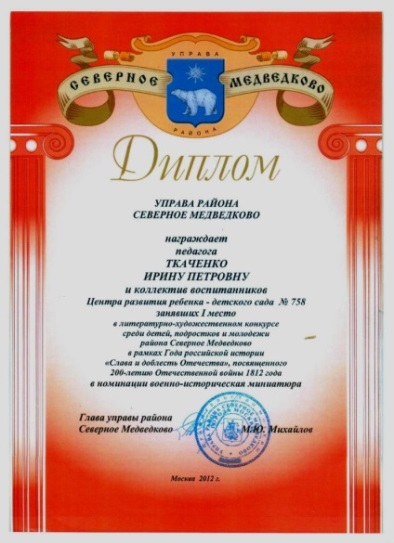 УПРАВА
СЕВЕРНОЕ МЕДВЕДКОВО
РАЙОНА
Диплом
УПРАВА РАЙОНА
СЕВЕРНОЕ МЕДВЕДКОВО
награждает
педагога
ТКАЧЕНКО
ИРИНУ ПЕТРОВНУ
и коллектив воспитанников
Центра развития ребенка - детского сада № 758
занявших I место
в литературно-художественном конкурсе
среди детей, подростков и молодежи
района Северное Медведково
в рамках Года российской истории
«Слава и доблесть Отечества», посвященного
200-летию Отечественной войны 1812 года
в номинации военно-историческая миниатюра
Глава управы района
Северное Медведково М.Ю. Михайлов
Москва 2012 г.